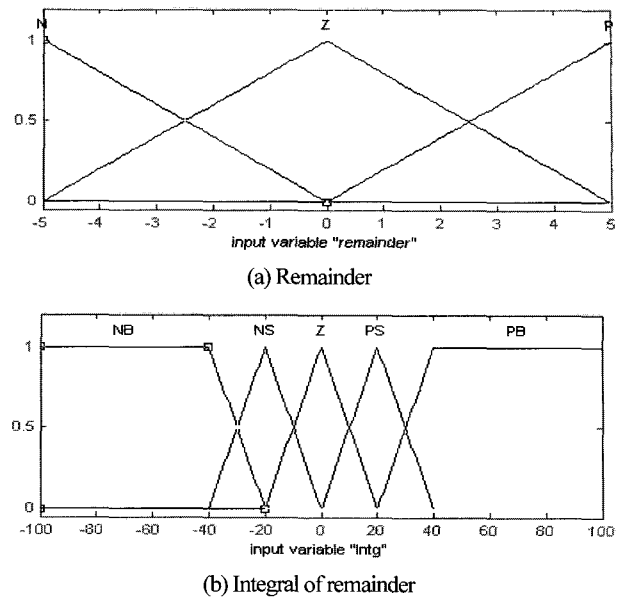 N Z P
1
0.5
0
-5 -4 -3 -2 -1 0 1 2 3 4 5
input variable "remainder"
(a) Remainder
NB NS Z PS PB
1
0.5
0
-100 -80 -60 -40 -20 0 20 40 60 80 100
input variable "intg"
(b) Integral of remainder